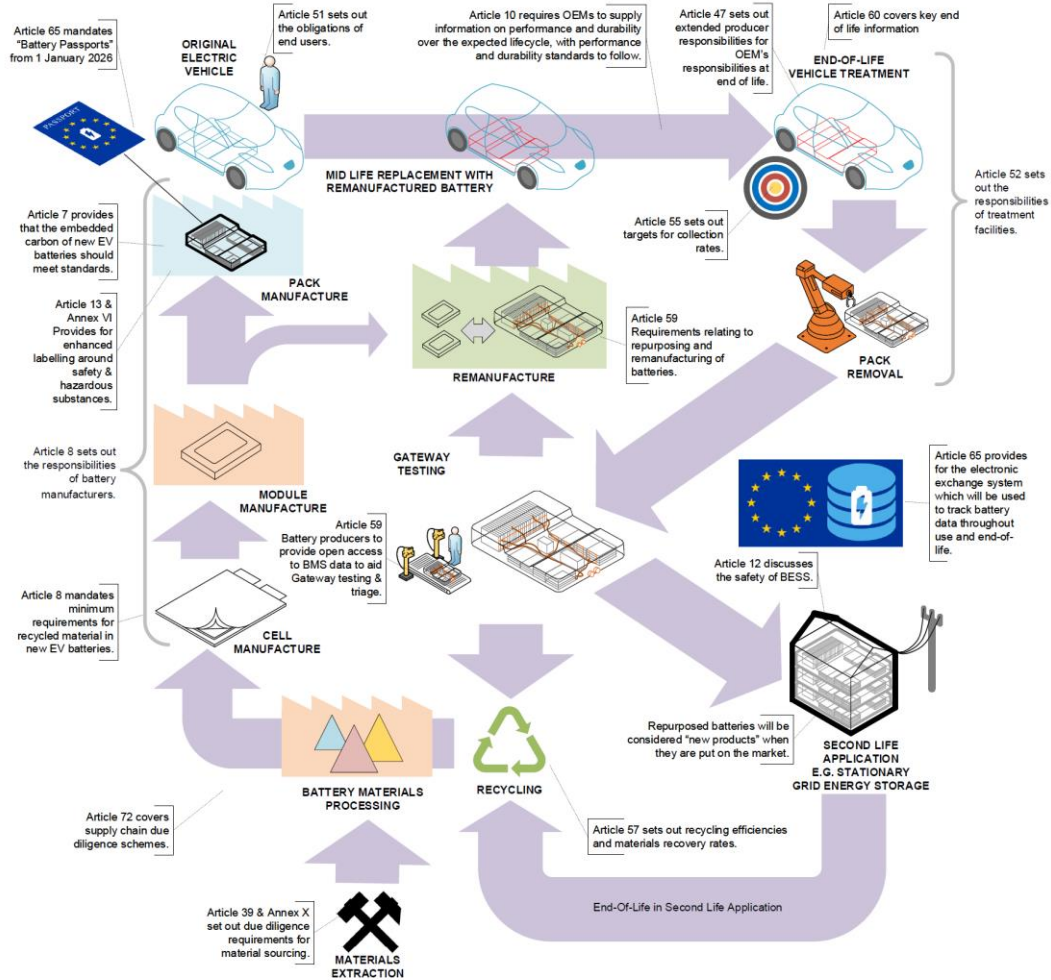 Article 65 mandates
“Battery Passports”
from 1 January 2026
ORIGINAL
ELECTRIC
VEHICLE
Article 51 sets out
the obligations of
end users.
Article 10 requires OEMs to supply
information on performance and durability
over the expected lifecycle, with performance
and durability standards to follow.
Article 47 sets out
extended producer
responsibilities for
OEM’s
responsibilities at
end of life.
Article 60 covers key end
of life information
END-OF-LIFE
VEHICLE TREATMENT
PASSPORT
MID LIFE REPLACEMENT WITH
REMANUFACTURED BATTERY
Article 52 sets
out the
responsibilities
of treatment
facilities.
Article 7 provides
that the embedded
carbon of new EV
batteries should
meet standards.
Article 55 sets out
targets for collection
rates.
PACK
MANUFACTURE
Article 13 &
Annex VI
Provides for
enhanced
labelling around
safety &
hazardous
substances.
Article 59
Requirements relating to
repurposing and
remanufacturing of
batteries.
REMANUFACTURE
PACK
REMOVAL
Article 8 sets out
the responsibilities
of battery
manufacturers.
GATEWAY
TESTING
Article 65 provides
for the electronic
exchange system
which will be used
to track battery
data throughout
use and end-of-
life.
MODULE
MANUFACTURE
Article 59
Battery producers to
provide open access
to BMS data to aid
Gateway testing &
triage.
Article 12 discusses
the safety of BESS.
Article 8 mandates
minimum
requirements for
recycled material in
new EV batteries.
CELL
MANUFACTURE
Repurposed batteries will be
considered “new products” when
they are put on the market.
SECOND LIFE
APPLICATION
E.G. STATIONARY
GRID ENERGY STORAGE
BATTERY MATERIALS
PROCESSING
RECYCLING
Article 72 covers
supply chain due
diligence schemes.
Article 57 sets out recycling efficiencies
and materials recovery rates.
Article 39 & Annex X
set out due diligence
requirements for
material sourcing.
End-Of-Life in Second Life Application
MATERIALS
EXTRACTION